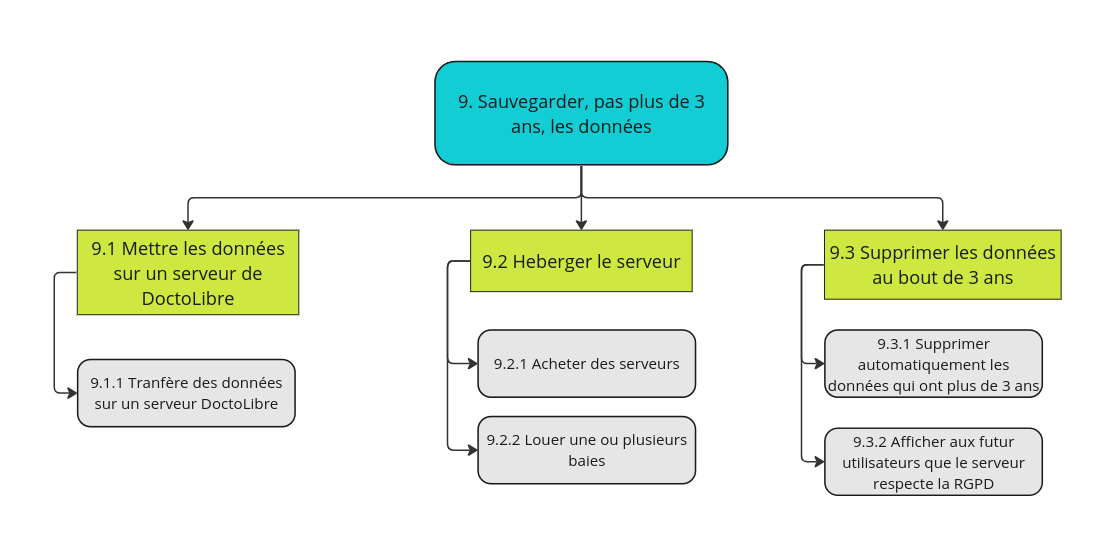 9. Sauvegarder, pas plus de 3
ans, les données
9.1 Mettre les données
sur un serveur de
DoctoLibre
9.1.1 Tranfère des données
sur un serveur DoctoLibre
9.2 Heberger le serveur
9.2.1 Acheter des serveurs
9.2.2 Louer une ou plusieurs
baies
9.3 Supprimer les données
au bout de 3 ans
9.3.1 Supprimer
automatiquement les
données qui ont plus de 3 ans
9.3.2 Afficher aux futur
utilisateurs que le serveur
respecte la RGPD